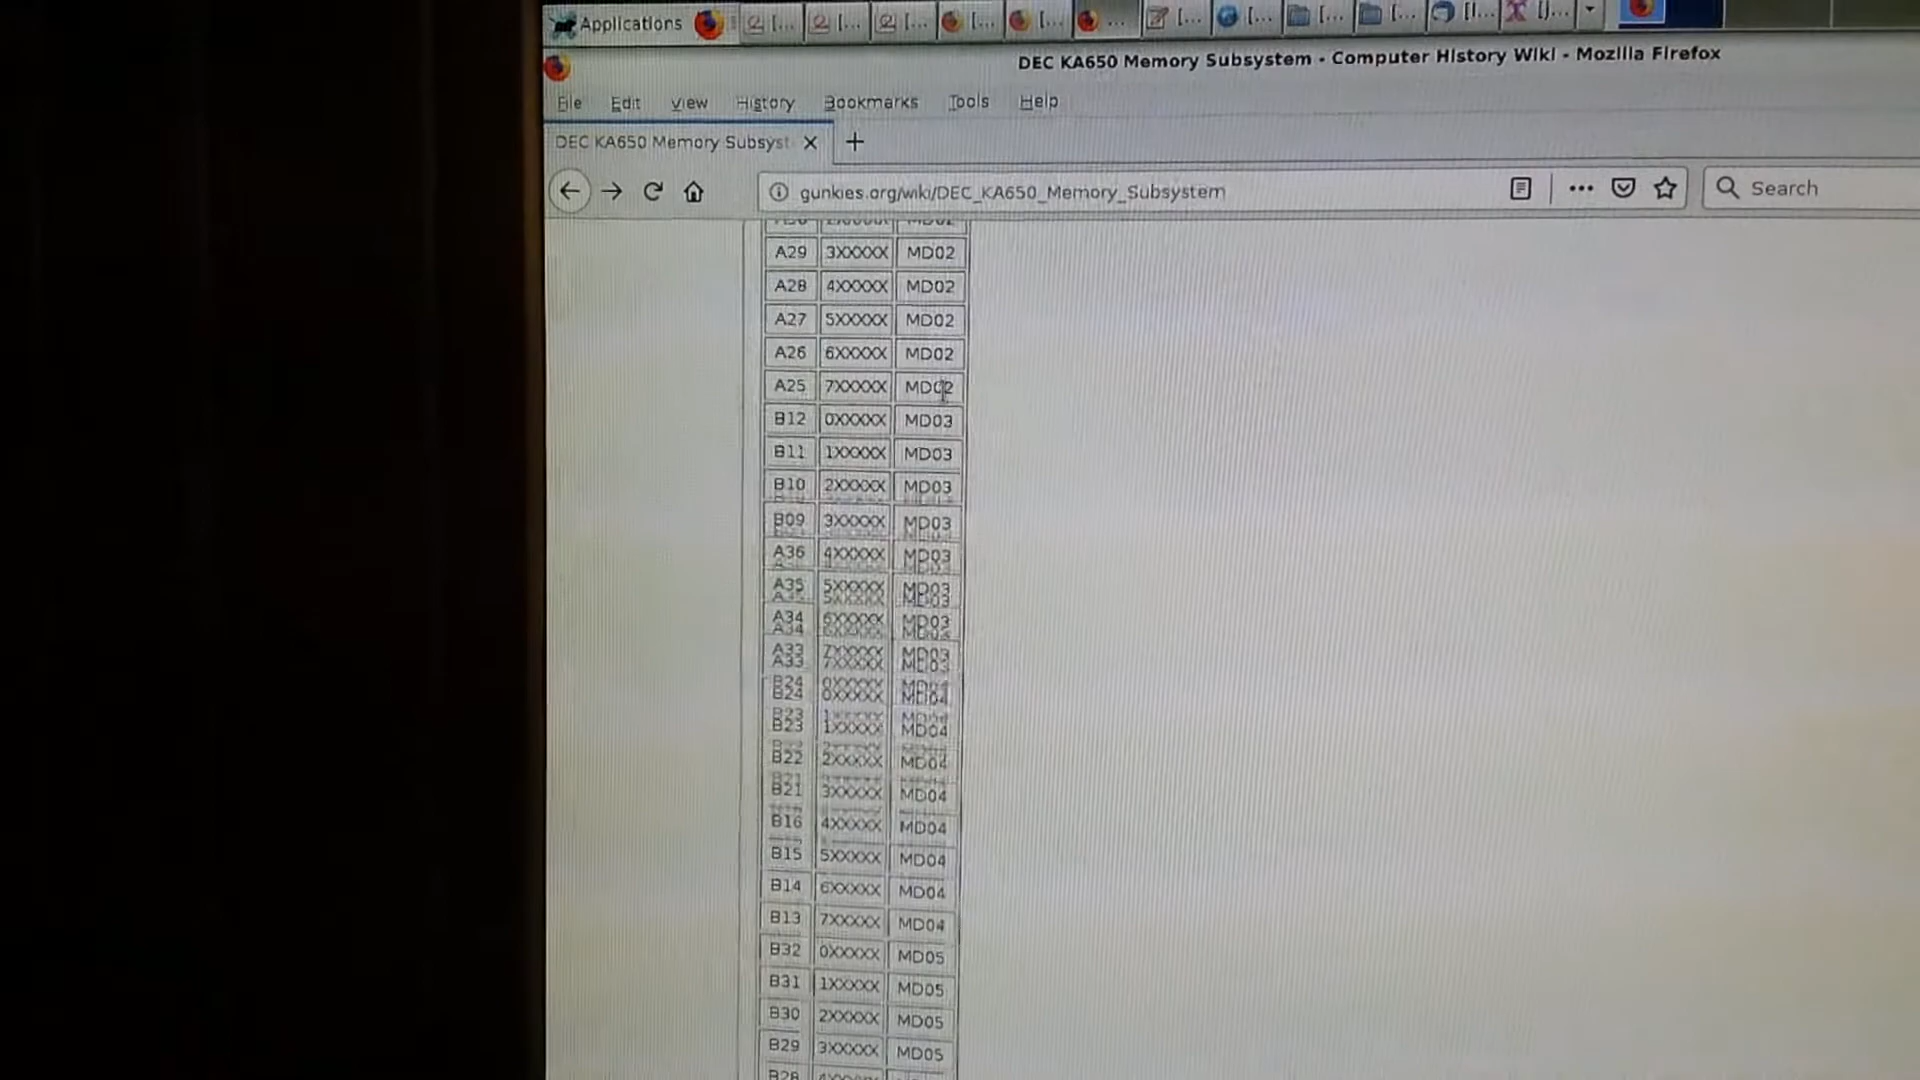 Applications [... [... [... [... [... ... [... [... [... [... [I... [J...
DEC KA650 Memory Subsystem - Computer History Wiki - Mozilla Firefox
File Edit View History Bookmarks Tools Help
DEC KA650 Memory Subsyst
gunkies.org/wiki/DEC_KA650_Memory_Subsystem Search
A29 3XXXXX MD02
A28 4XXXXX MD02
A27 5XXXXX MD02
A26 6XXXXX MD02
A25 7XXXXX MD02
B12 0XXXXX MD03
B11 1XXXXX MD03
B10 2XXXXX MD03
B09 3XXXXX MD03
A36 4XXXXX MD03
A35 5XXXXX MD03
A34 6XXXXX MD03
A33 7XXXXX MD03
B24 0XXXXX MD04
B23 1XXXXX MD04
B22 2XXXXX MD04
B21 3XXXXX MD04
B16 4XXXXX MD04
B15 5XXXXX MD04
B14 6XXXXX MD04
B13 7XXXXX MD04
B32 0XXXXX MD05
B31 1XXXXX MD05
B30 2XXXXX MD05
B29 3XXXXX MD05
B28